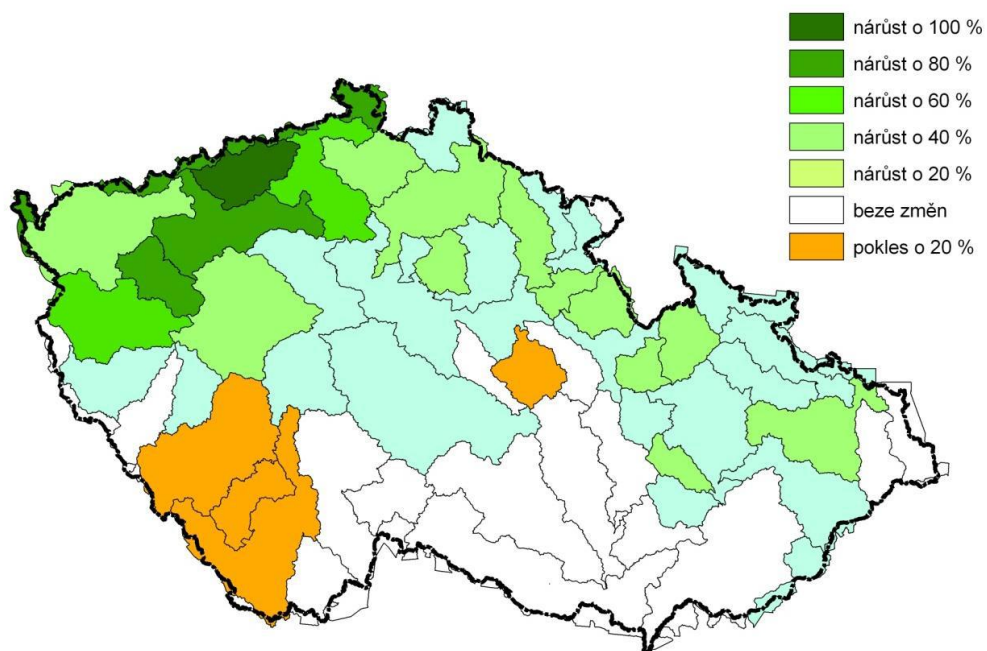 nárůst o 100 %
nárůst o 80 %
nárůst o 60 %
nárůst o 40 %
nárůst o 20 %
beze změn
pokles o 20 %